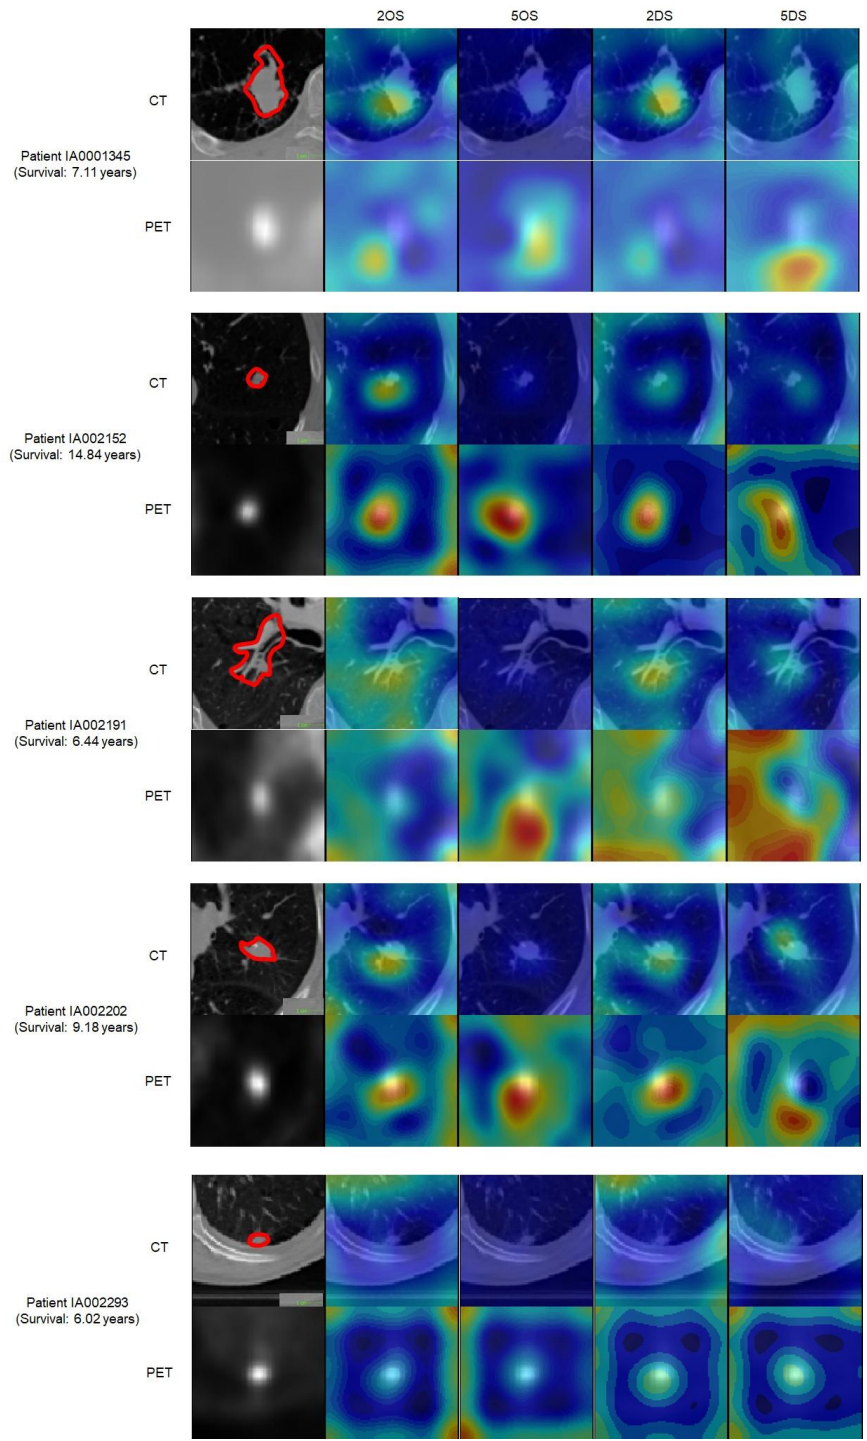 2OS 5OS 2DS 5DS
CT
Patient IA0001345
(Survival: 7.11 years)
PET
CT
Patient IA002152
(Survival: 14.84 years)
PET
CT
Patient IA002191
(Survival: 6.44 years)
PET
CT
Patient IA002202
(Survival: 9.18 years)
PET
CT
Patient IA002293
(Survival: 6.02 years)
PET